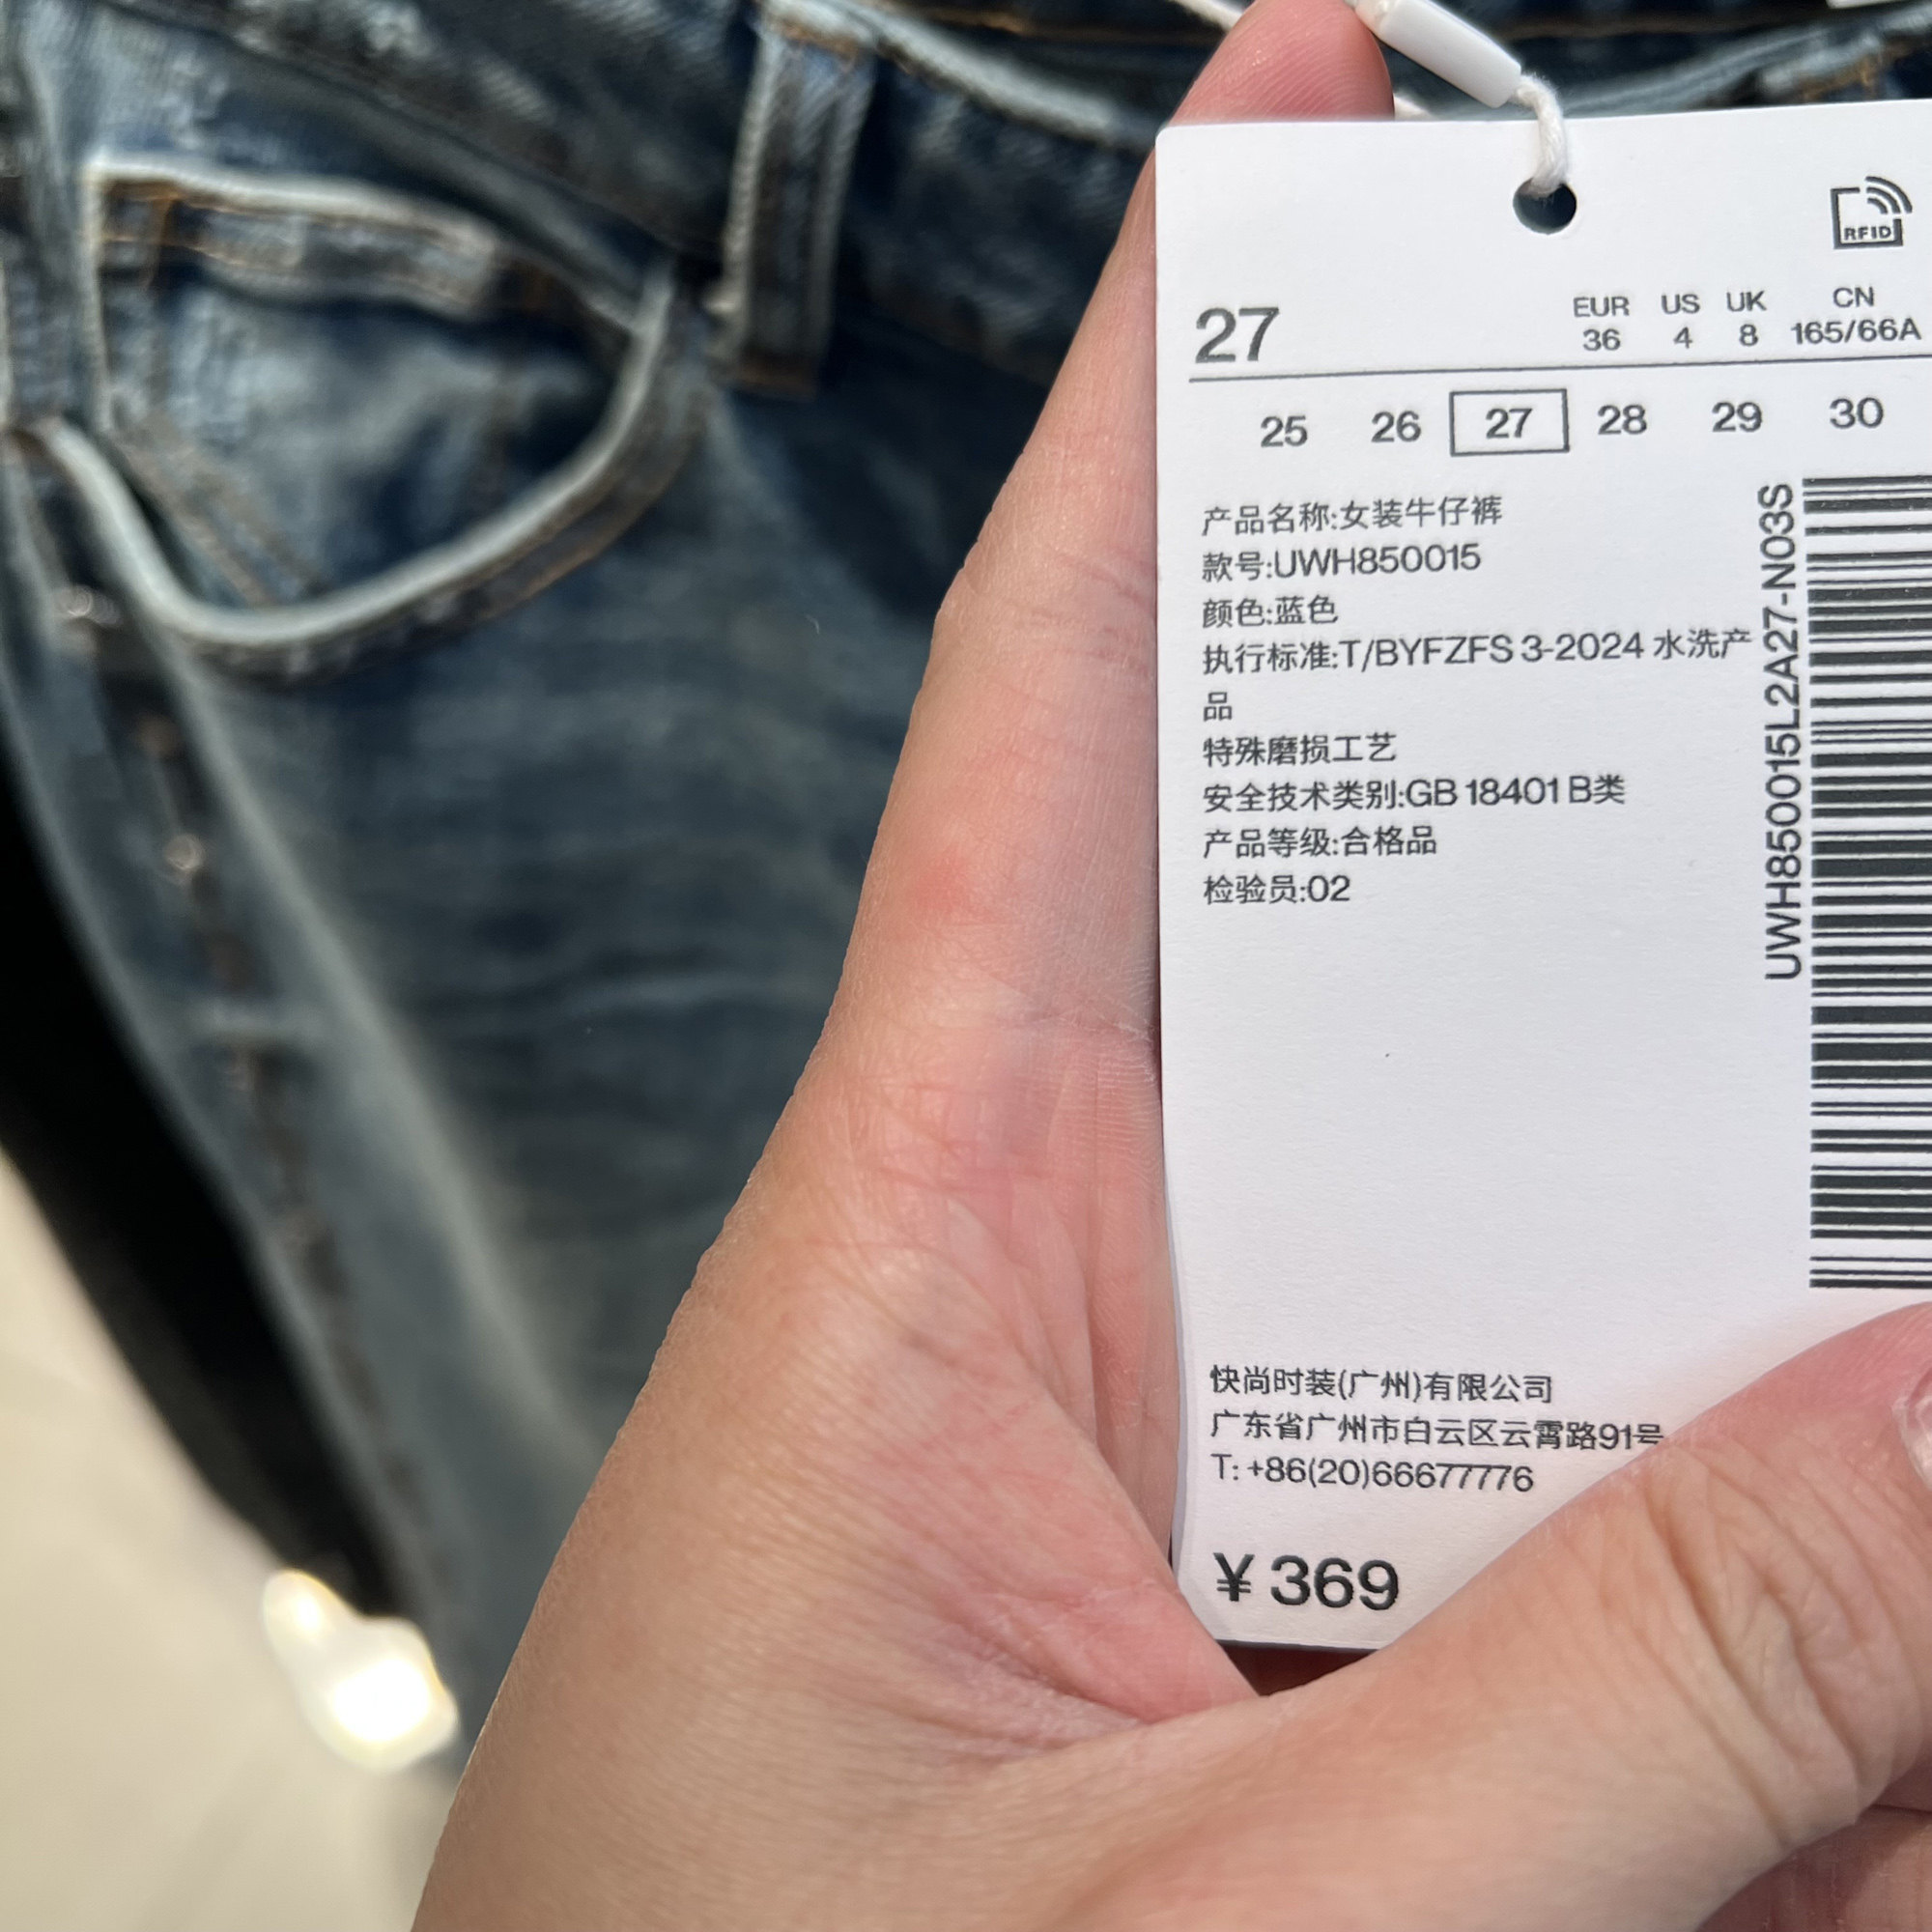 RFID
27
EUR US UK CN
36 4 8 165/66A
25 26 27 28 29 30
产品名称:女装牛仔裤
款号:UWH850015
颜色:蓝色
执行标准:T/BYFZFS 3-2024 水洗产
品
特殊磨损工艺
安全技术类别:GB 18401 B类
产品等级:合格品
检验员:02
UWH850015L2A27-N03S
快尚时装(广州)有限公司
广东省广州市白云区云霄路91号
T: +86(20)66677776
¥ 369